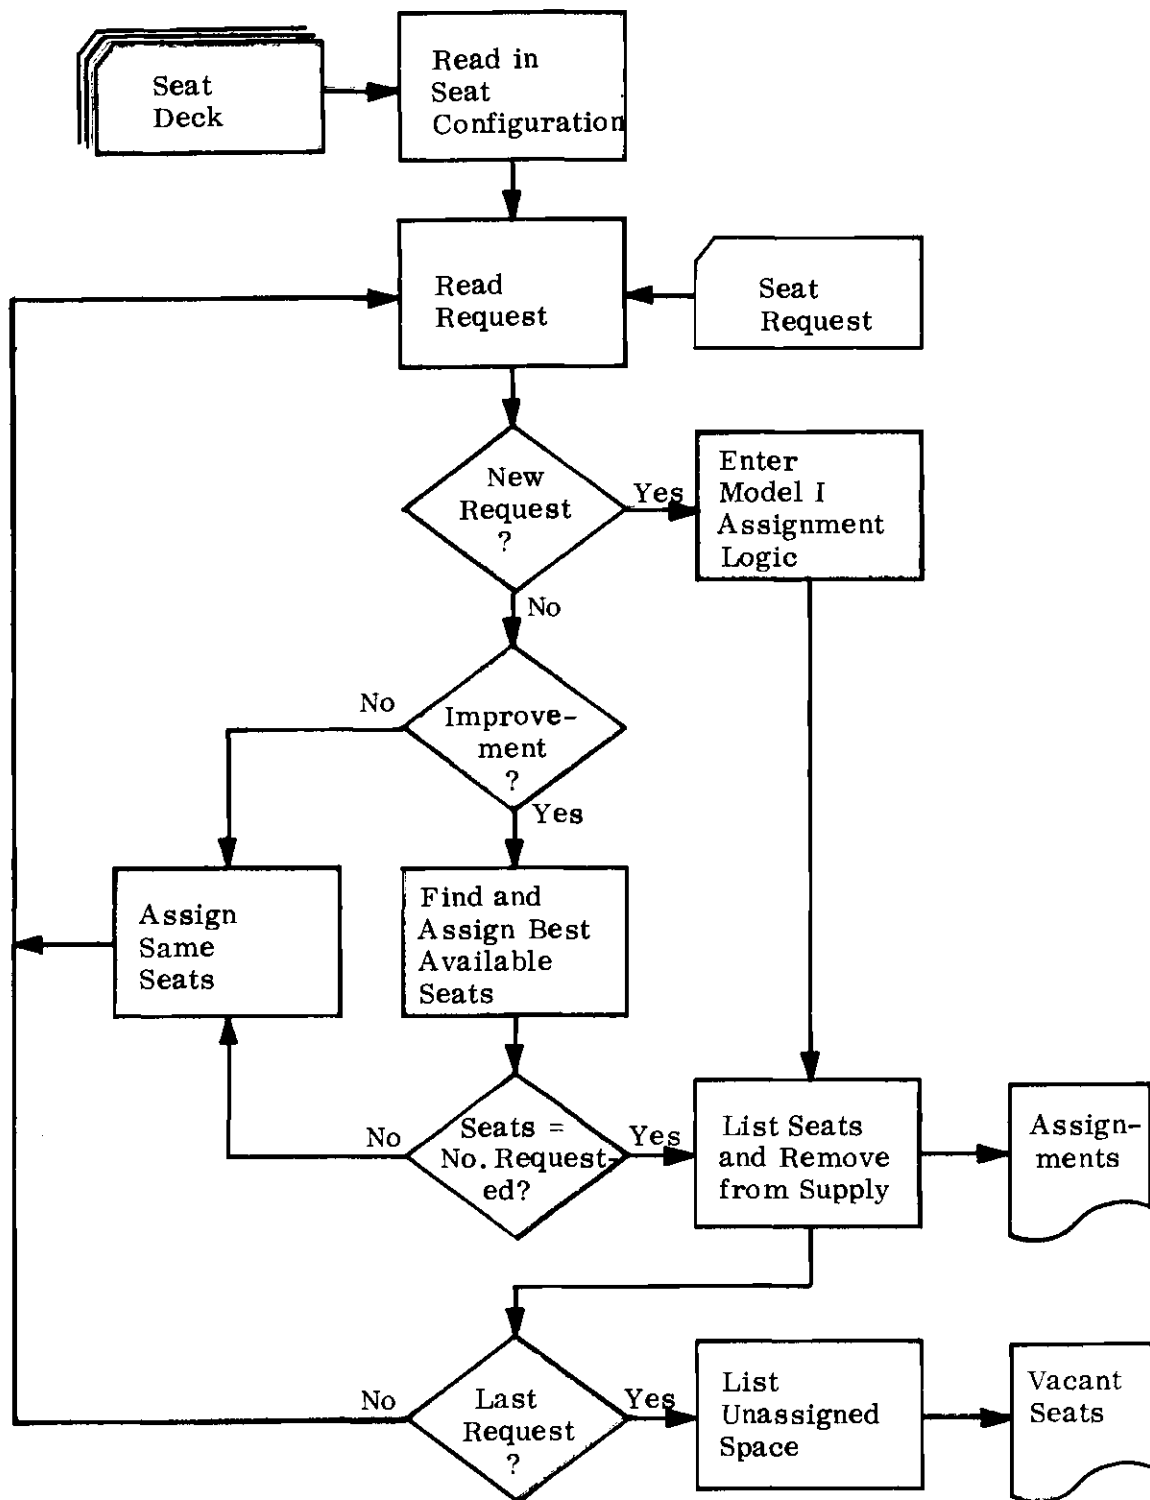 Seat
Deck
Read in
Seat
Configuration
Read
Request
Seat
Request
New
Request
?
Yes
Enter
Model I
Assignment
Logic
No
No
Improve-
ment
?
Yes
Assign
Same
Seats
Find and
Assign Best
Available
Seats
No
Seats =
No. Request-
ed?
Yes
List Seats
and Remove
from Supply
Assign-
ments
No
Last
Request
?
Yes
List
Unassigned
Space
Vacant
Seats